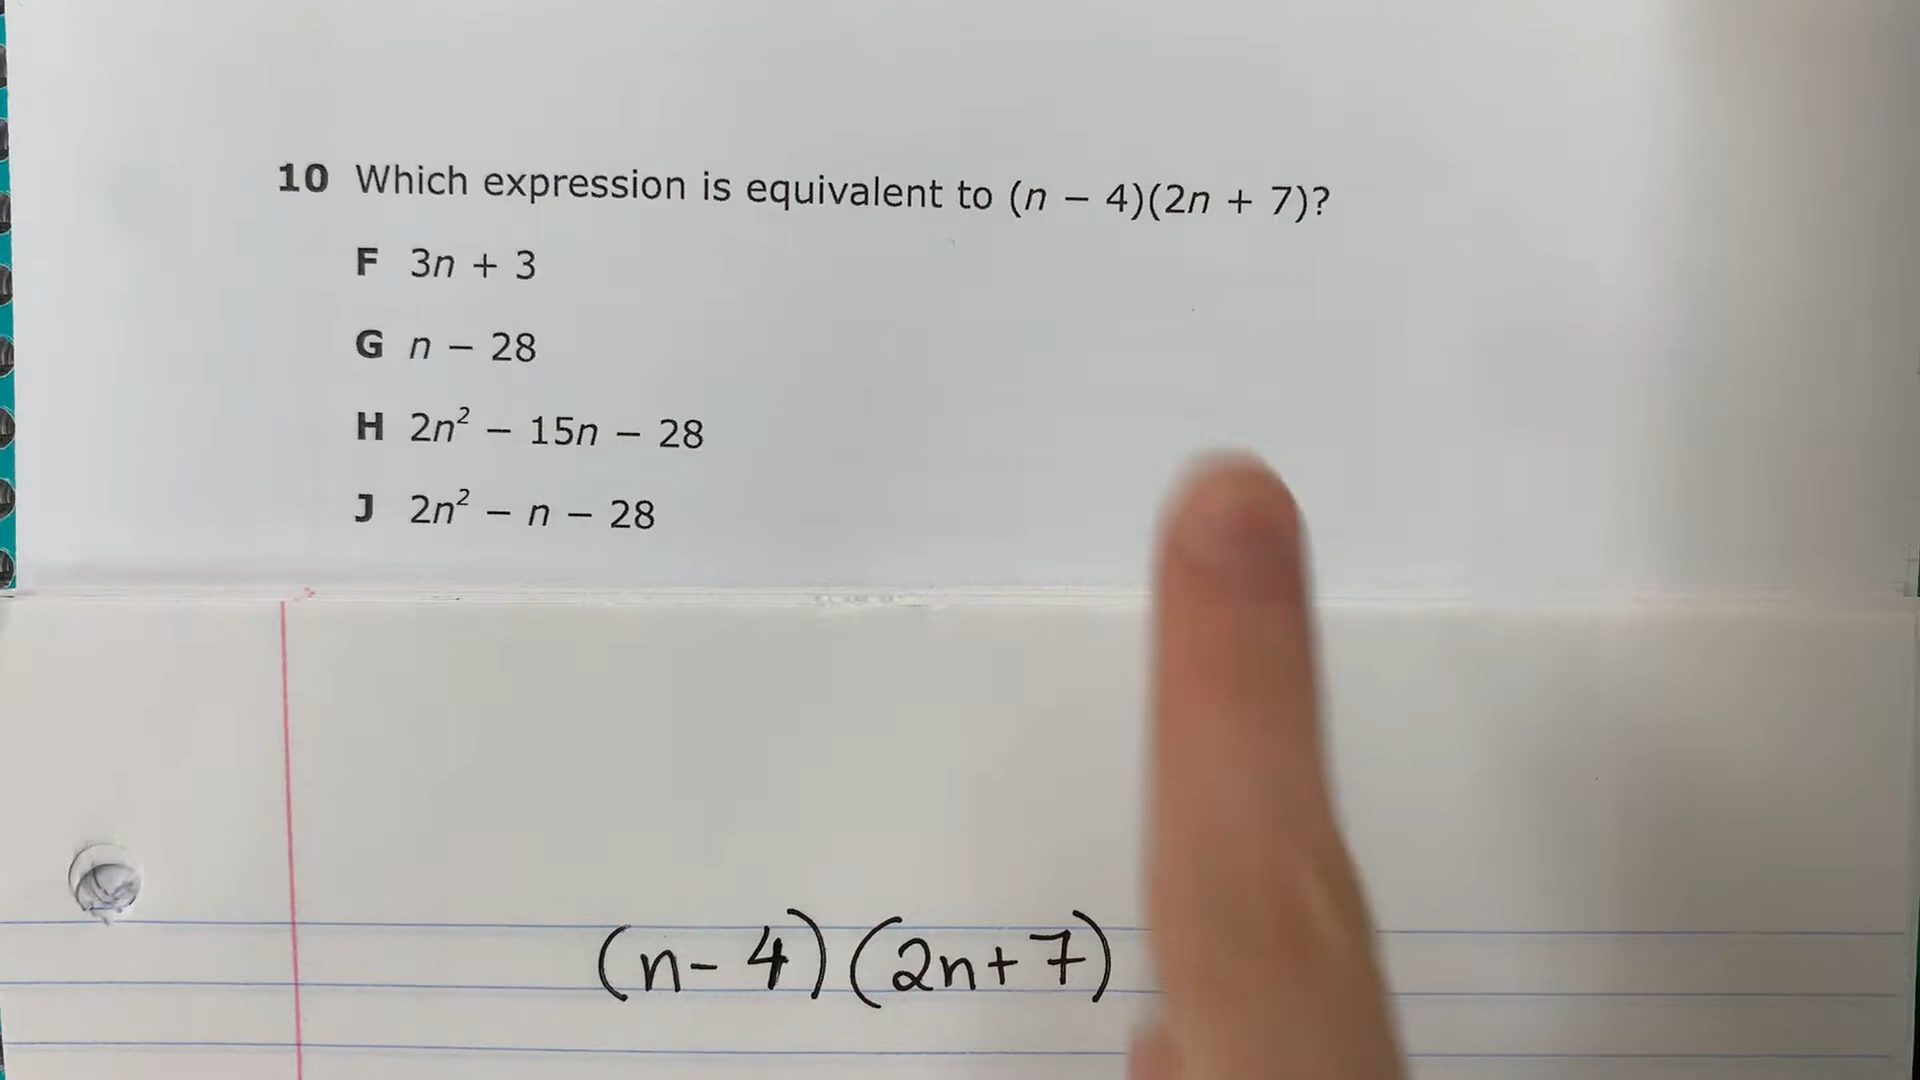 10 Which expression is equivalent to (n − 4)(2n + 7)?
F 3n + 3
G n − 28
H 2n² − 15n − 28
J 2n² − n − 28
(n - 4)(2n + 7)